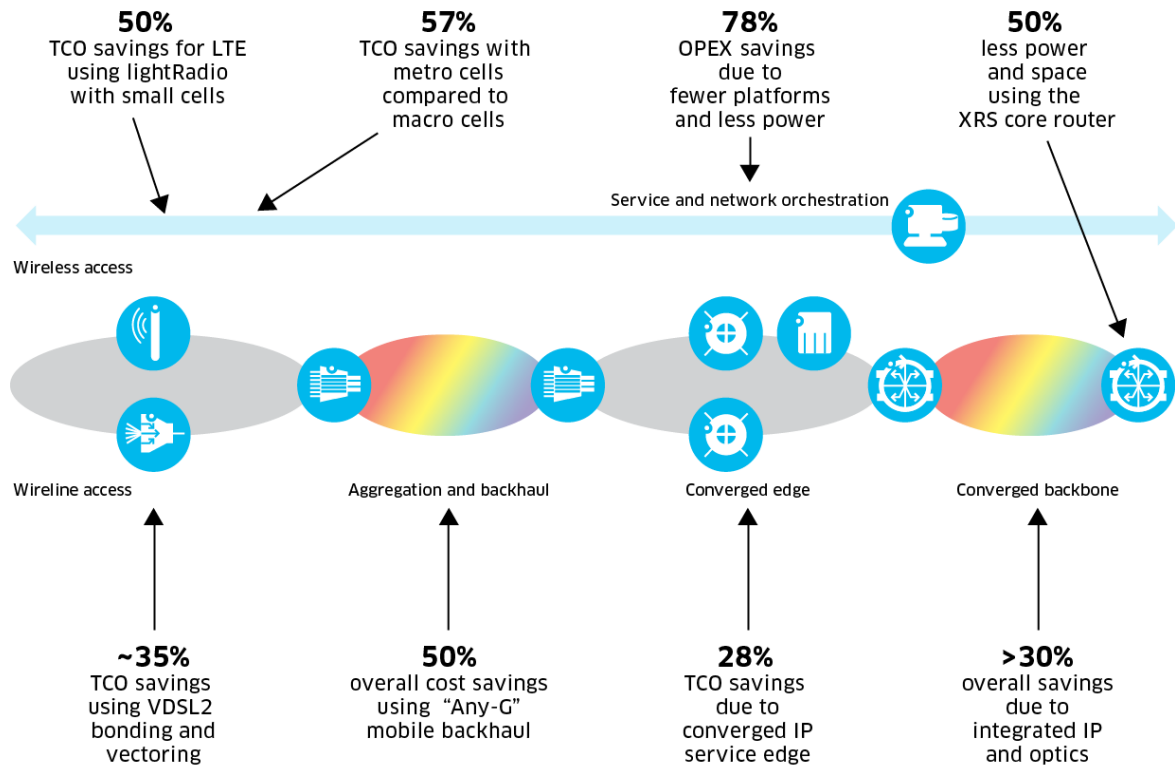 50%
TCO savings for LTE
using lightRadio
with small cells
57%
TCO savings with
metro cells
compared to
macro cells
78%
OPEX savings
due to
fewer platforms
and less power
50%
less power
and space
using the
XRS core router
Service and network orchestration
Wireless access
Wireline access
Aggregation and backhaul
Converged edge
Converged backbone
~35%
TCO savings
using VDSL2
bonding and
vectoring
50%
overall cost savings
using "Any-G"
mobile backhaul
28%
TCO savings
due to
converged IP
service edge
>30%
overall savings
due to
integrated IP
and optics